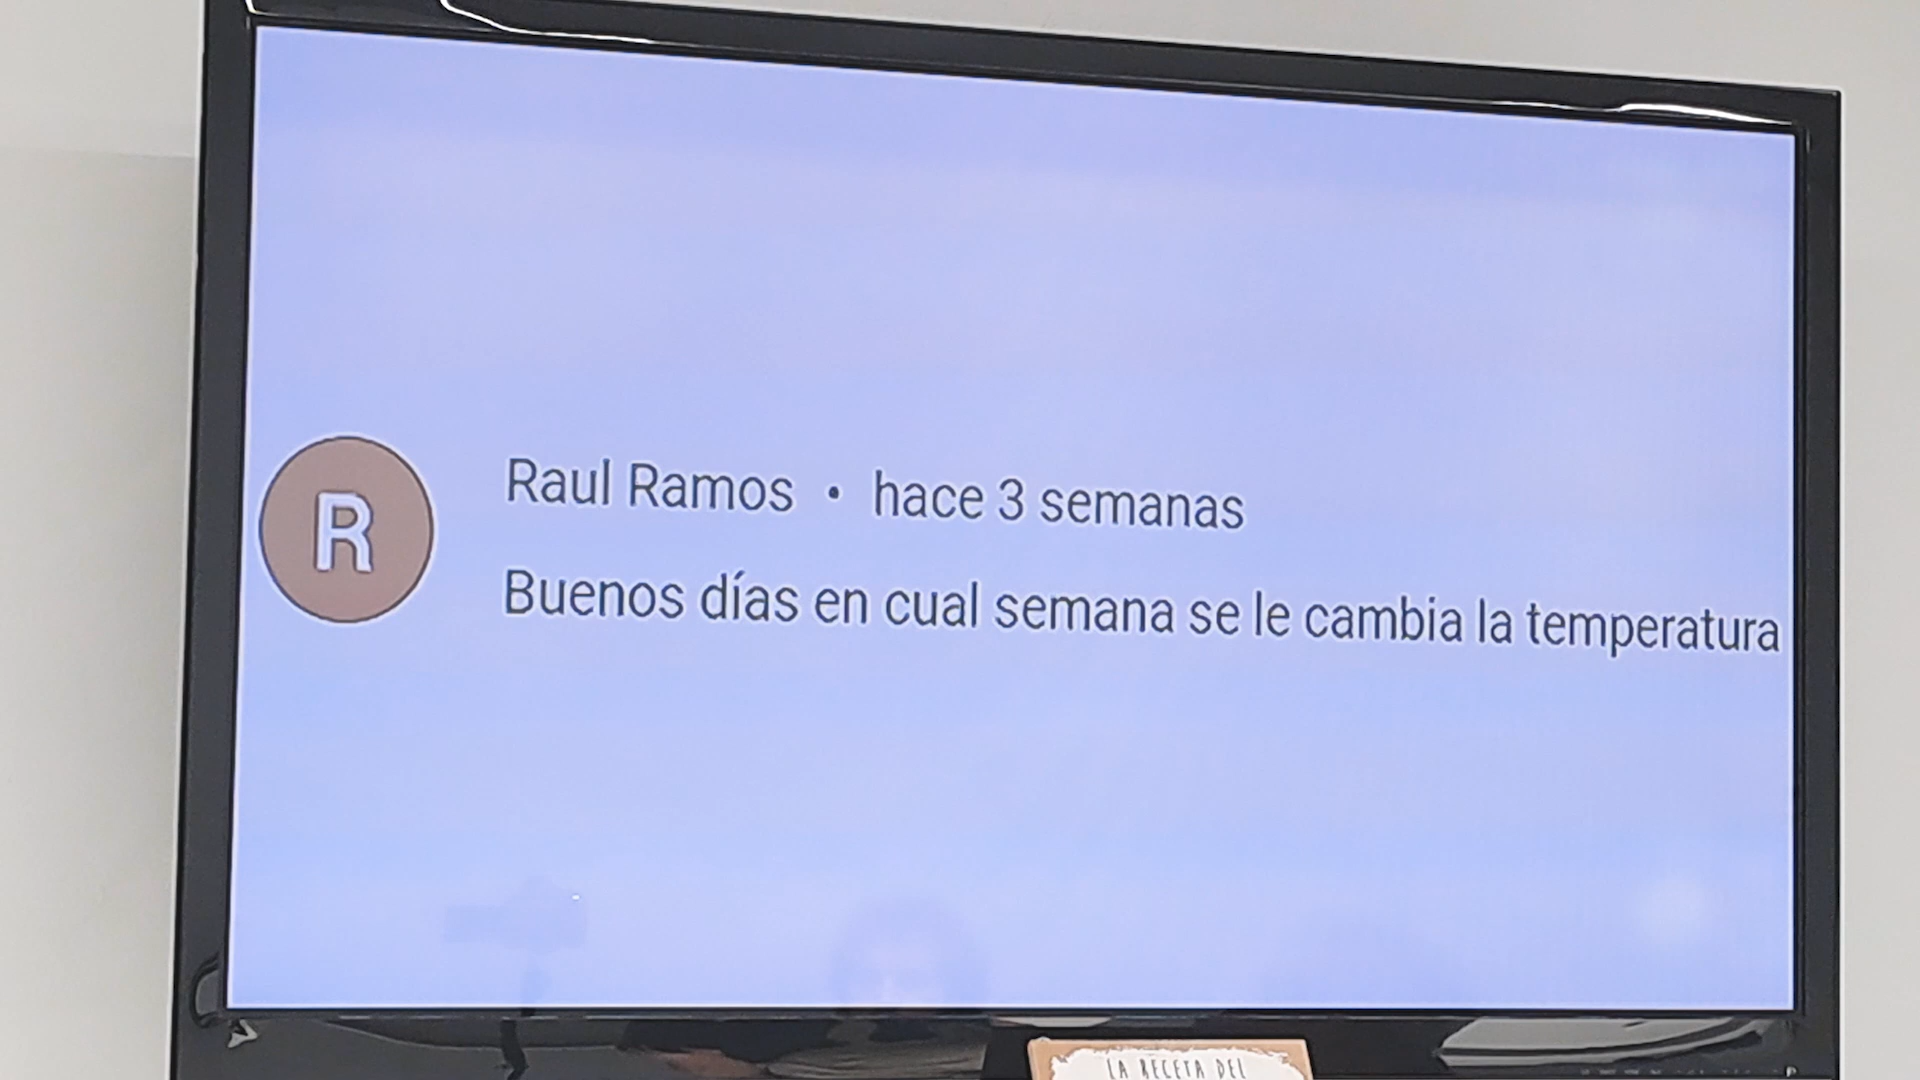 R
Raul Ramos • hace 3 semanas
Buenos días en cual semana se le cambia la temperatura
LA RECETA DEL